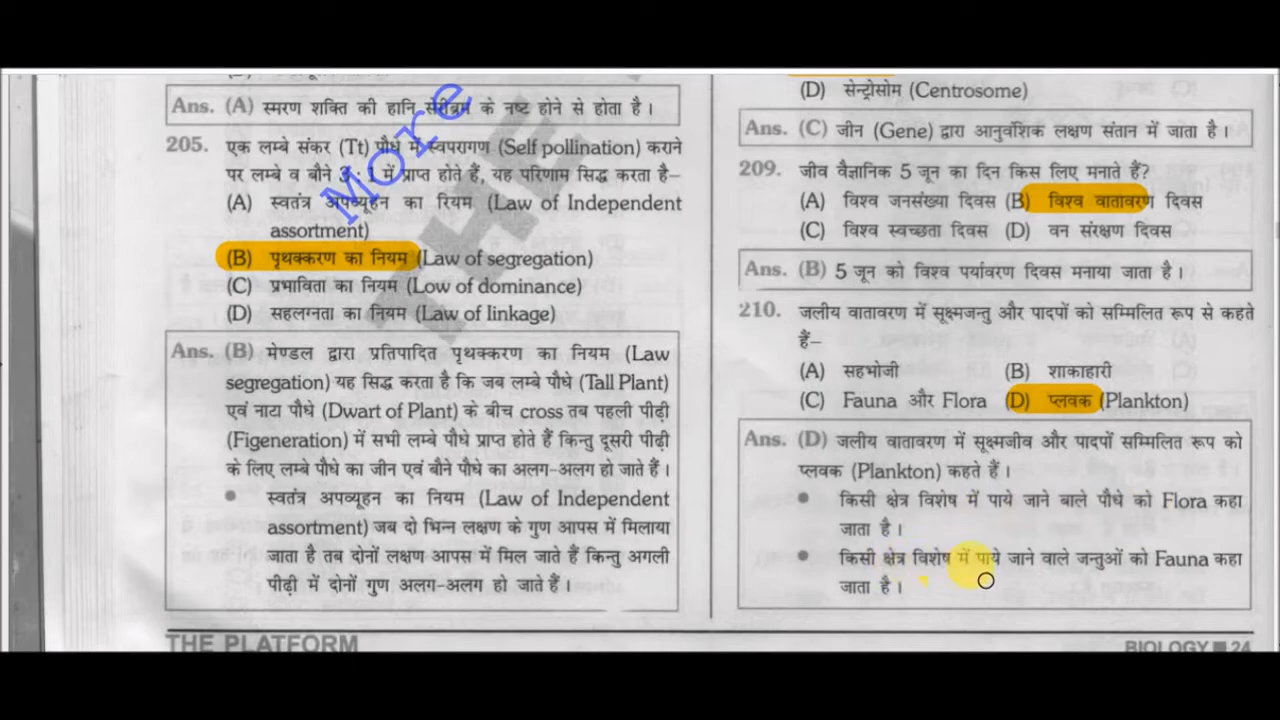 Ans. (A) स्मरण शक्ति की हानि सेरीब्रम के नष्ट होने से होता है।
205. एक लम्बे संकर (Tt) पौधे में स्वपरागण (Self pollination) कराने
पर लम्बे व बौने 3 : 1 में प्राप्त होते हैं, यह परिणाम सिद्ध करता है–
(A) स्वतंत्र अपव्यूहन का रियम (Law of Independent
assortment)
(B) पृथक्करण का नियम (Law of segregation)
(C) प्रभाविता का नियम (Low of dominance)
(D) सहलग्नता का नियम (Law of linkage)
Ans. (B) मेण्डल द्वारा प्रतिपादित पृथक्करण का नियम (Law
segregation) यह सिद्ध करता है कि जब लम्बे पौधे (Tall Plant)
एवं नाटा पौधे (Dwart of Plant) के बीच cross तब पहली पीढ़ी
(Figeneration) में सभी लम्बे पौधे प्राप्त होते हैं किन्तु दूसरी पीढ़ी
के लिए लम्बे पौधे का जीन एवं बौने पौधे का अलग-अलग हो जाते हैं।
• स्वतंत्र अपव्यूहन का नियम (Law of Independent
assortment) जब दो भिन्न लक्षण के गुण आपस में मिलाया
जाता है तब दोनों लक्षण आपस में मिल जाते हैं किन्तु अगली
पीढ़ी में दोनों गुण अलग-अलग हो जाते हैं।
THE PLATFORM
(D) सेन्ट्रोसोम (Centrosome)
Ans. (C) जीन (Gene) द्वारा आनुवंशिक लक्षण संतान में जाता है।
209. जीव वैज्ञानिक 5 जून का दिन किस लिए मनाते हैं?
(A) विश्व जनसंख्या दिवस (B) विश्व वातावरण दिवस
(C) विश्व स्वच्छता दिवस (D) वन संरक्षण दिवस
Ans. (B) 5 जून को विश्व पर्यावरण दिवस मनाया जाता है।
210. जलीय वातावरण में सूक्ष्मजन्तु और पादपों को सम्मिलित रूप से कहते
हैं–
(A) सहभोजी (B) शाकाहारी
(C) Fauna और Flora (D) प्लवक (Plankton)
Ans. (D) जलीय वातावरण में सूक्ष्मजीव और पादपों सम्मिलित रूप को
प्लवक (Plankton) कहते हैं।
• किसी क्षेत्र विशेष में पाये जाने बाले पौधे को Flora कहा
जाता है।
• किसी क्षेत्र विशेष में पाये जाने वाले जन्तुओं को Fauna कहा
जाता है।
BIOLOGY ■ 24
More
THE